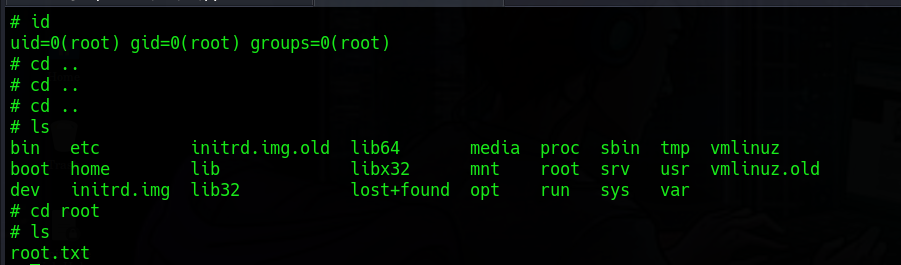 # id
uid=0(root) gid=0(root) groups=0(root)
# cd ..
# cd ..
# cd ..
# ls
bin   etc         initrd.img.old  lib64       media  proc  sbin  tmp  vmlinuz
boot  home        lib             libx32      mnt    root  srv   usr  vmlinuz.old
dev   initrd.img  lib32           lost+found  opt    run   sys   var
# cd root
# ls
root.txt